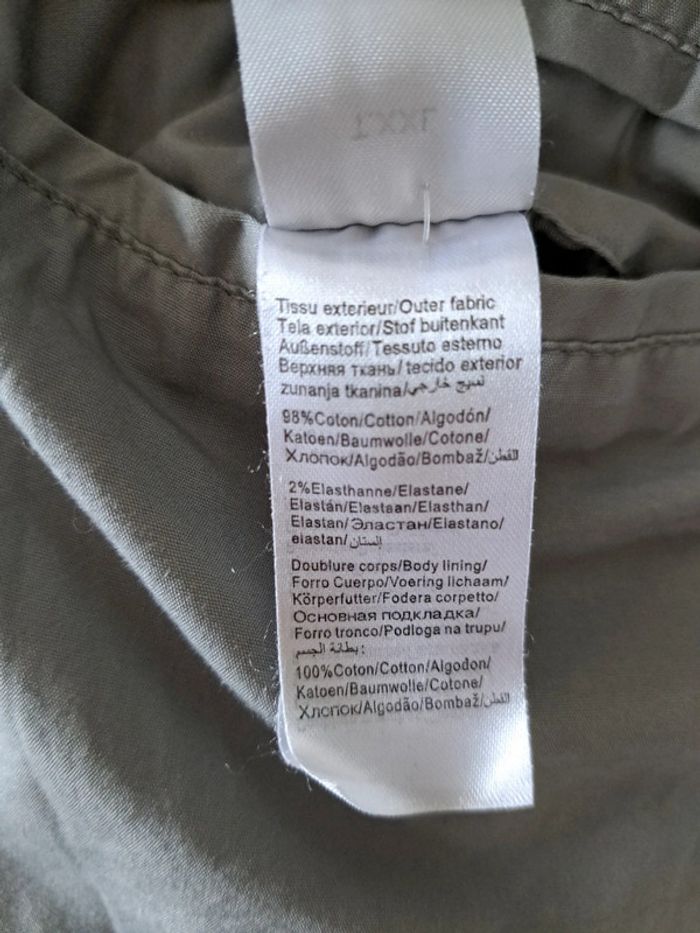 Tissu exterieur/Outer fabric
Tela exterior/Stof buitenkant
Außenstoff/Tessuto esterno
Верхняя ткань/tecido exterior
zunanja tkanina/نسيج خارجي
98%Coton/Cotton/Algodón/
Katoen/Baumwolle/Cotone/
Хлопок/Algodão/Bombaž/القطن
2%Elasthanne/Elastane/
Elastán/Elastaan/Elasthan/
Elastan/Эластан/Elastano/
elastan/إلستان
Doublure corps/Body lining/
Forro Cuerpo/Voering lichaam/
Körperfutter/Fodera corpetto/
Основная подкладка/
Forro tronco/Podloga na trupu/
بطانة الجسم:
100%Coton/Cotton/Algodon/
Katoen/Baumwolle/Cotone/
Хлопок/Algodão/Bombaž/القطن